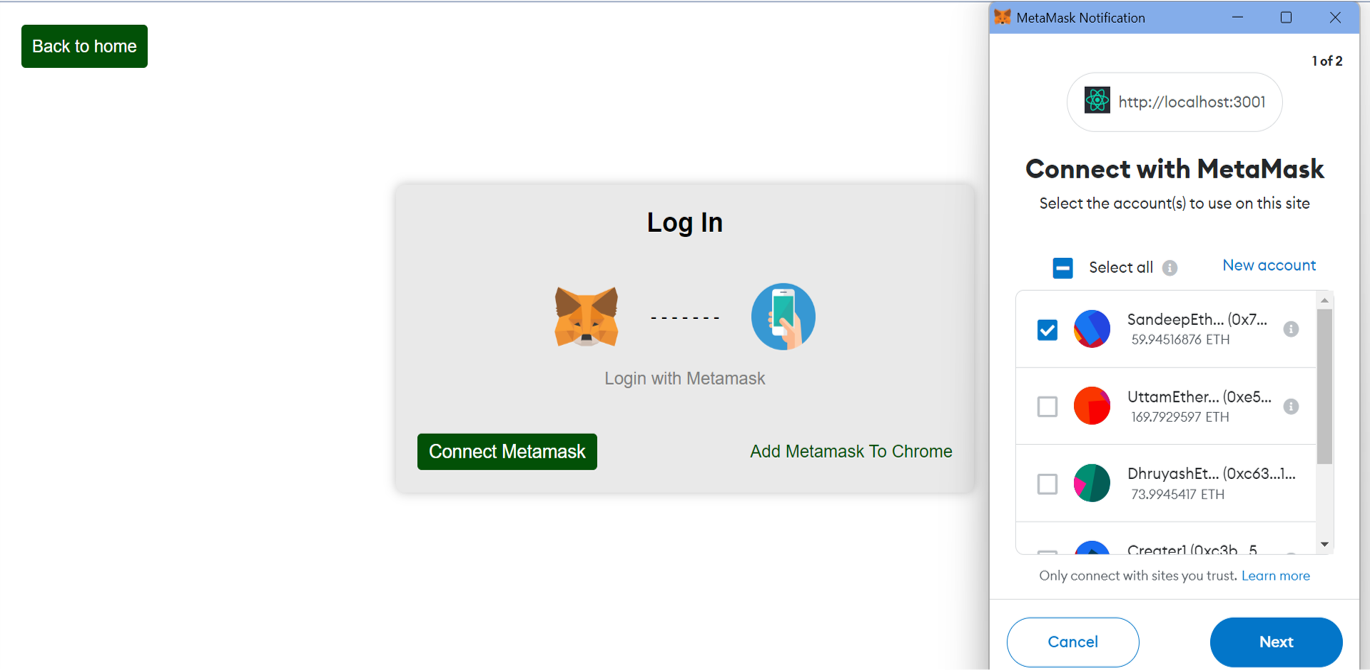 Back to home
Log In
- - - - - - -
Login with Metamask
Connect Metamask
Add Metamask To Chrome
MetaMask Notification
1 of 2
http://localhost:3001
Connect with MetaMask
Select the account(s) to use on this site
Select all
New account
SandeepEth... (0x7...
59.94516876 ETH
UttamEther... (0xe5...
169.7929597 ETH
DhruyashEt... (0xc63...1...
73.9945417 ETH
Creater1 (0xc3b...5
Only connect with sites you trust. Learn more
Cancel
Next